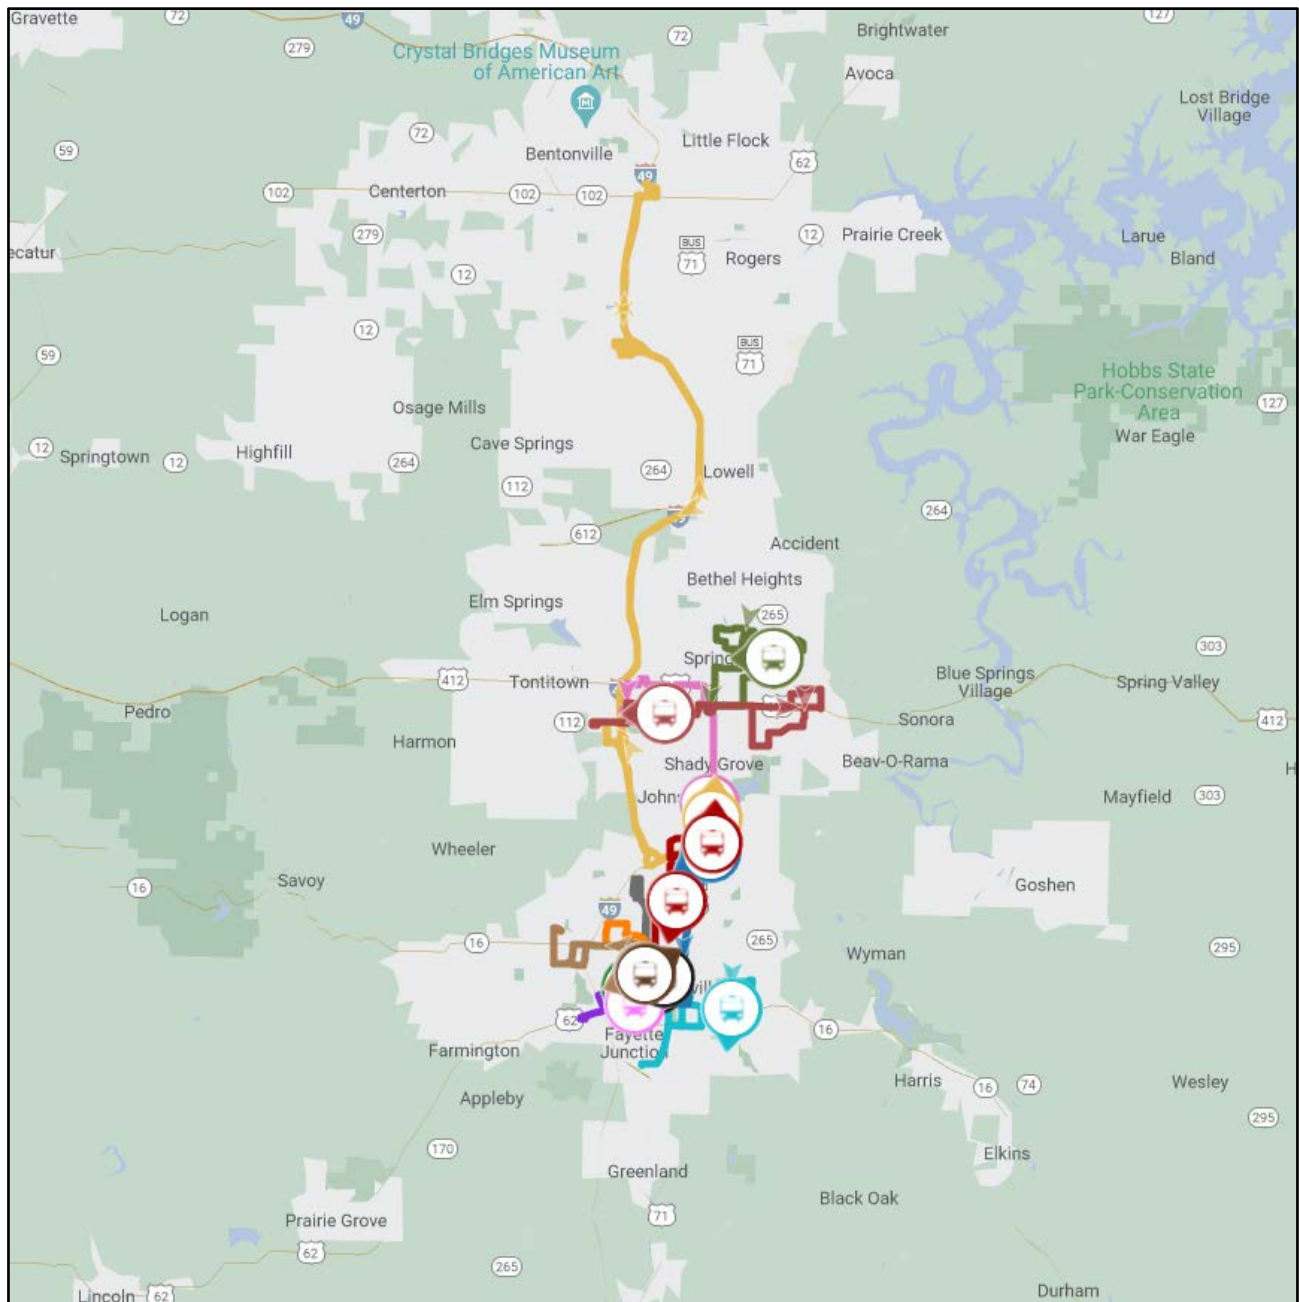 Gravette
72
49
127
279
72
Brightwater
Crystal Bridges Museum
of American Art
Avoca
Lost Bridge
Village
72
59
Little Flock
Bentonville
62
49
102
Centerton
102
102
279
12
Prairie Creek
Larue
BUS
71
Rogers
Bland
ecatur
12
12
59
BUS
71
Hobbs State
Park-Conservation
Area
127
Osage Mills
War Eagle
Cave Springs
12
Springtown
12
Highfill
264
264
Lowell
112
264
612
Accident
Bethel Heights
Elm Springs
Logan
265
303
Spring
412
Tontitown
Blue Springs
Village
Spring Valley
Pedro
112
Sonora
412
Harmon
Shady Grove
Beav-O-Rama
H
Johns
Mayfield
303
Wheeler
16
Savoy
Goshen
49
16
265
295
Wyman
vill
62
16
Fayette
Junction
Farmington
Harris
16
74
Wesley
Appleby
295
170
Elkins
Greenland
Black Oak
71
Prairie Grove
62
265
Durham
Lincoln
62